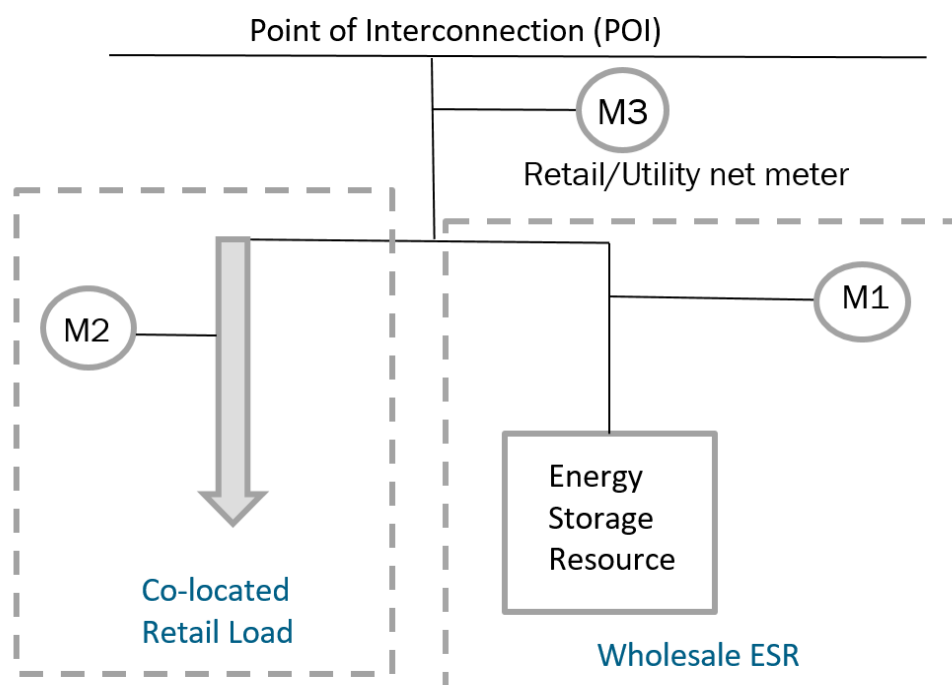 Point of Interconnection (POI)
M3
Retail/Utility net meter
M2
M1
Energy
Storage
Resource
Co-located
Retail Load
Wholesale ESR